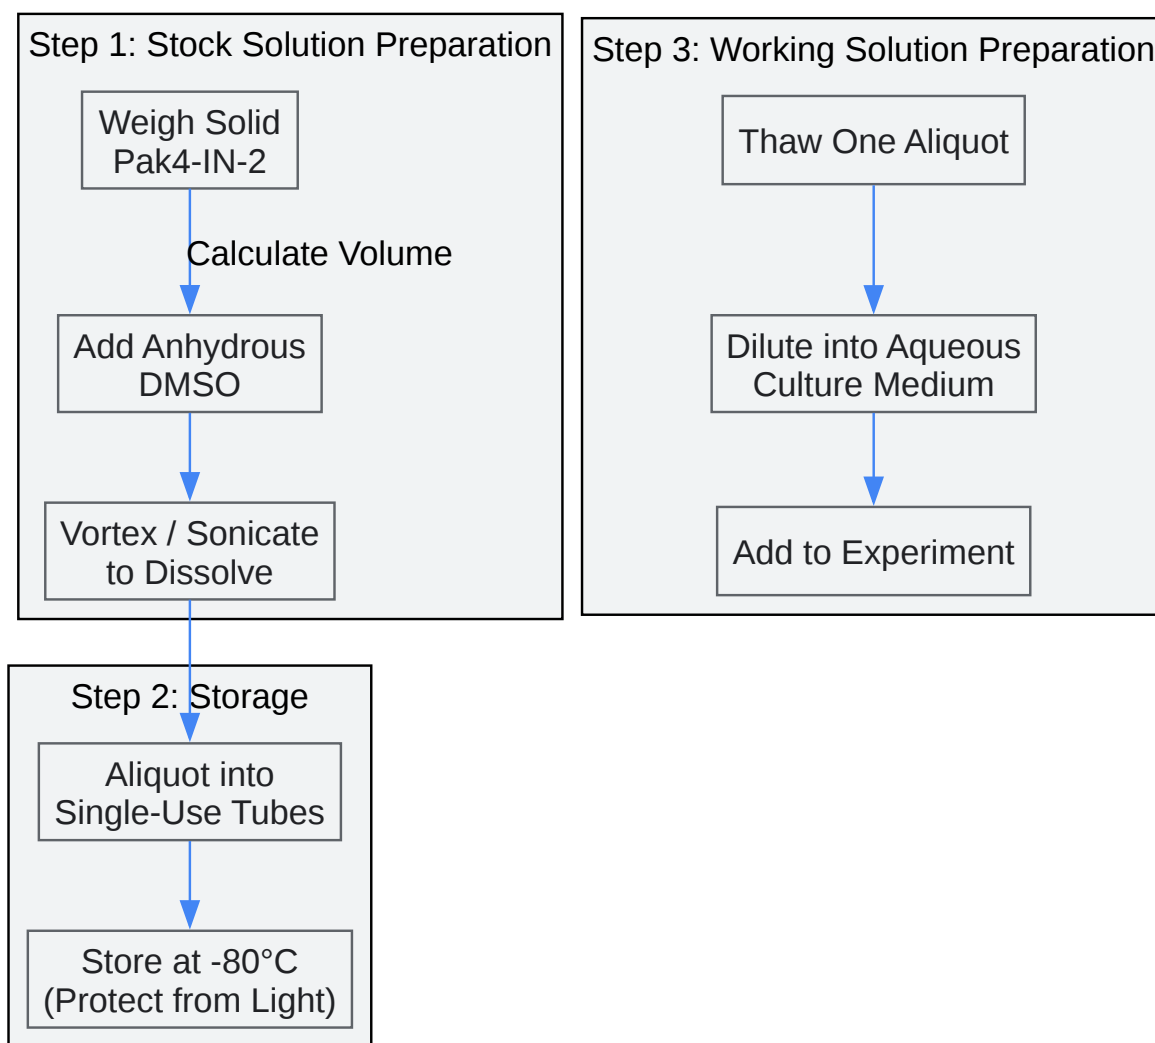 Step 1: Stock Solution Preparation
Weigh Solid
Pak4-IN-2
Calculate Volume
Add Anhydrous
DMSO
Vortex / Sonicate
to Dissolve
Step 2: Storage
Aliquot into
Single-Use Tubes
Store at -80°C
(Protect from Light)
Step 3: Working Solution Preparation
Thaw One Aliquot
Dilute into Aqueous
Culture Medium
Add to Experiment